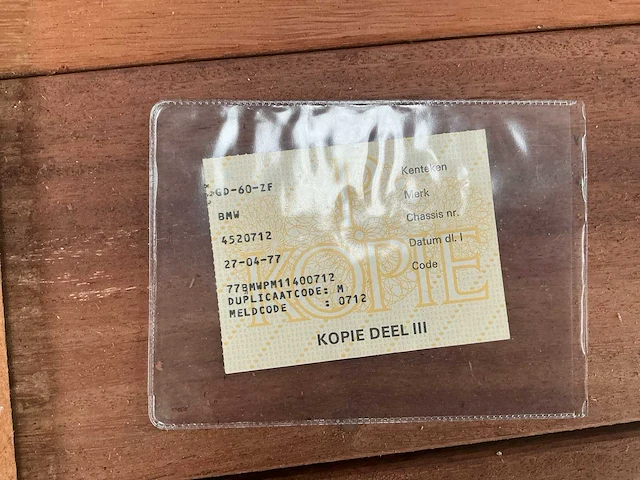 GD-60-ZF Kenteken
BMW Merk
4520712 Chassis nr.
27-04-77 Datum dl. I
77BMWPM11400712 Code
DUPLICAATCODE: M
MELDCODE : 0712
KOPIE
KOPIE DEEL III